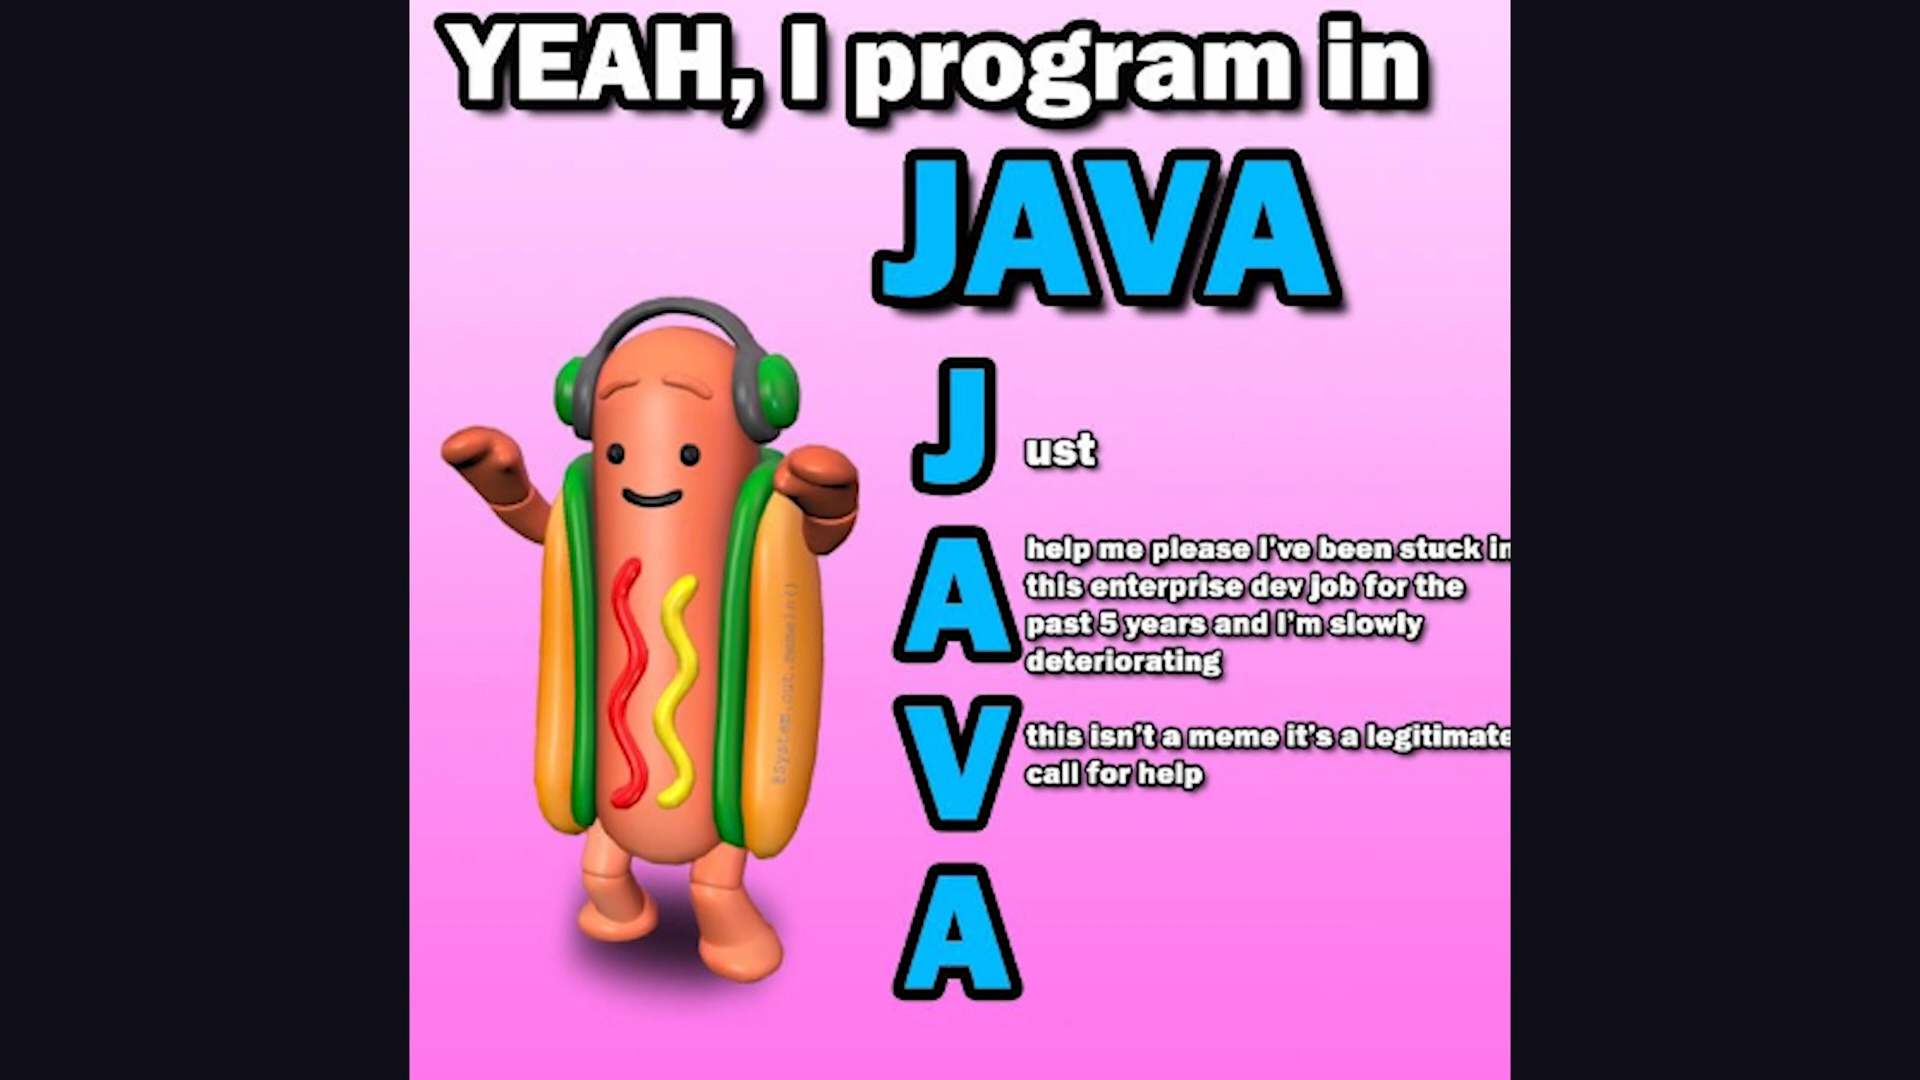 YEAH, I program in
JAVA
J ust
A help me please I've been stuck in
this enterprise dev job for the
past 5 years and I'm slowly
deteriorating
V this isn't a meme it's a legitimate
call for help
A